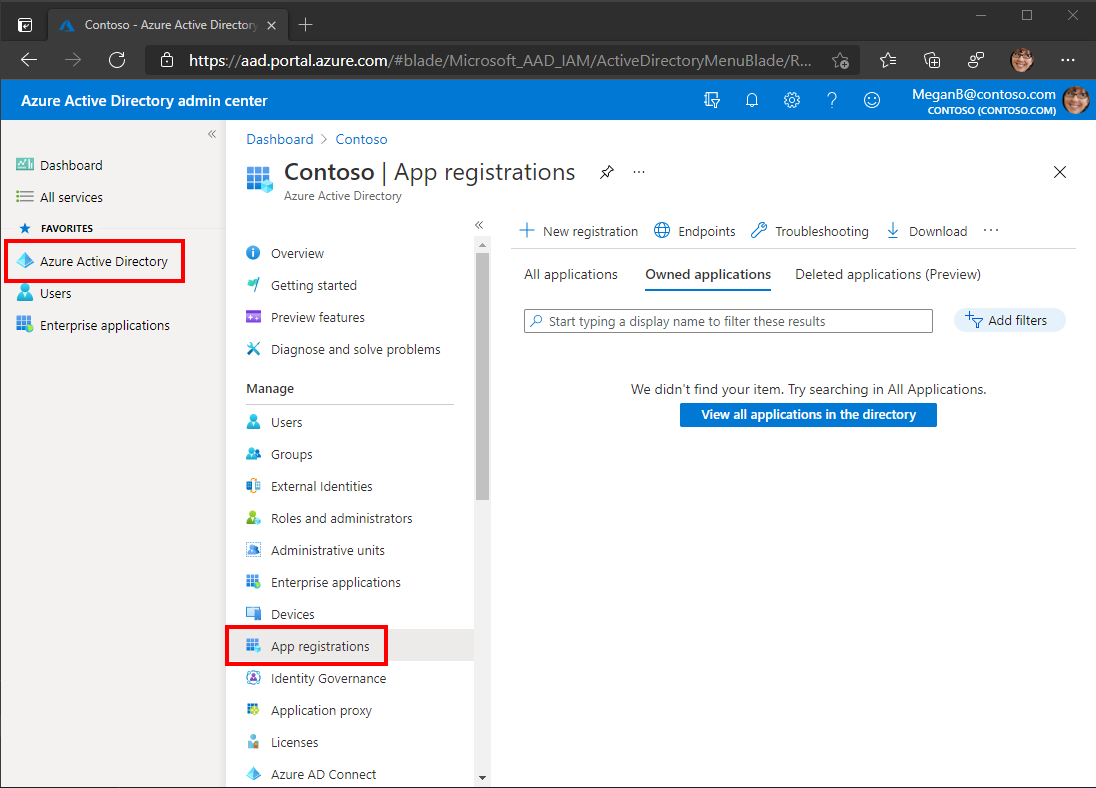 Contoso - Azure Active Directory
https://aad.portal.azure.com/#blade/Microsoft_AAD_IAM/ActiveDirectoryMenuBlade/R...
Azure Active Directory admin center
MeganB@contoso.com
CONTOSO (CONTOSO.COM)
Dashboard
All services
FAVORITES
Azure Active Directory
Users
Enterprise applications
Dashboard > Contoso
Contoso | App registrations
Azure Active Directory
Overview
Getting started
Preview features
Diagnose and solve problems
Manage
Users
Groups
External Identities
Roles and administrators
Administrative units
Enterprise applications
Devices
App registrations
Identity Governance
Application proxy
Licenses
Azure AD Connect
New registration Endpoints Troubleshooting Download ...
All applications Owned applications Deleted applications (Preview)
Start typing a display name to filter these results
Add filters
We didn't find your item. Try searching in All Applications.
View all applications in the directory